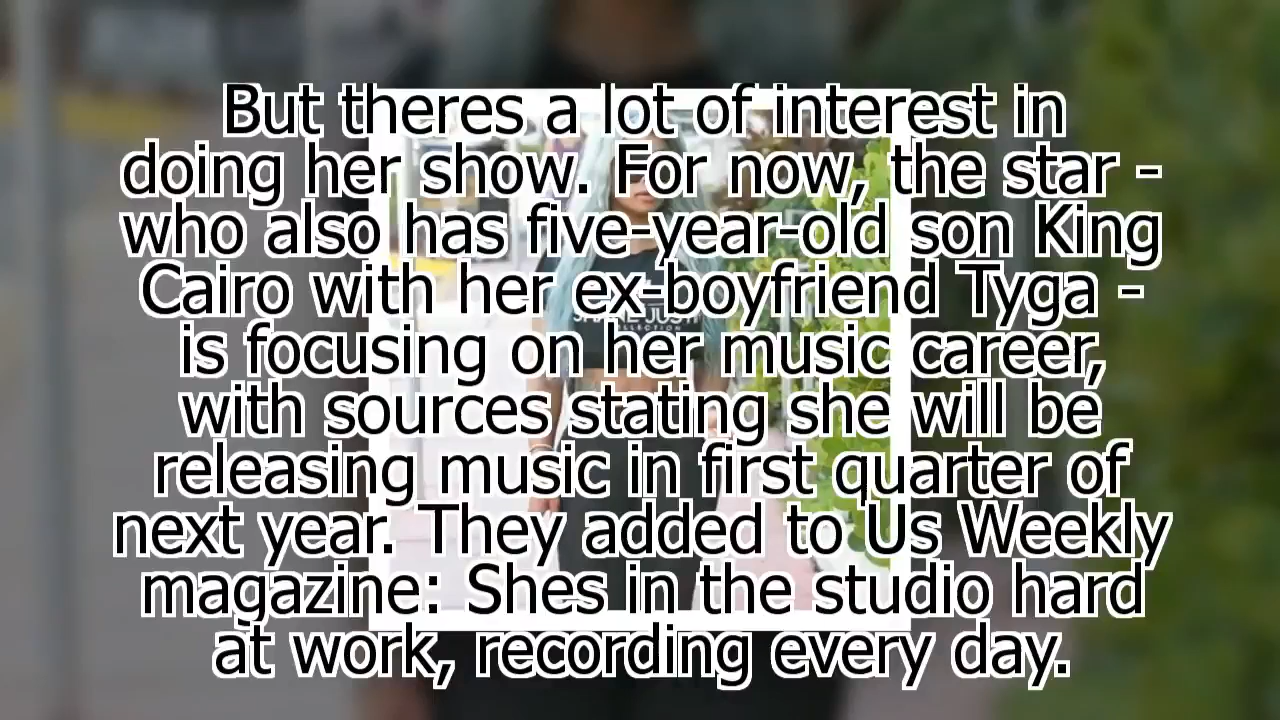 But theres a lot of interest in
doing her show. For now, the star -
who also has five-year-old son King
Cairo with her ex-boyfriend Tyga -
is focusing on her music career,
with sources stating she will be
releasing music in first quarter of
next year. They added to Us Weekly
magazine: Shes in the studio hard
at work, recording every day.